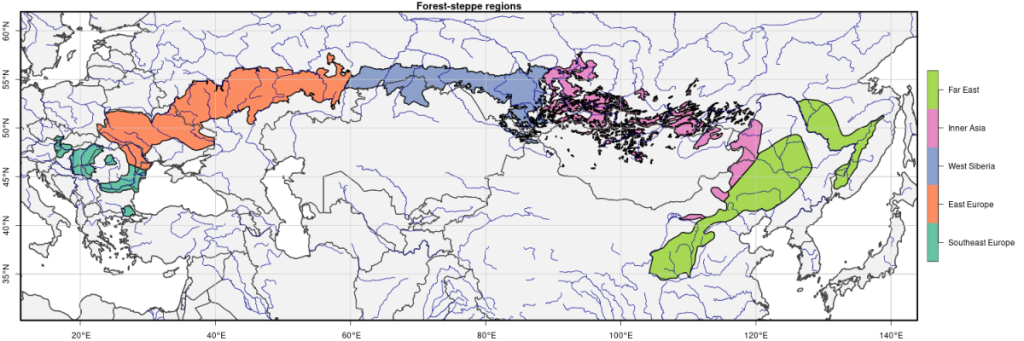 Forest-steppe regions
60°N
55°N
50°N
45°N
40°N
35°N
20°E
40°E
60°E
80°E
100°E
120°E
140°E
Far East
Inner Asia
West Siberia
East Europe
Southeast Europe